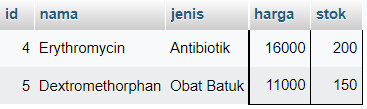 id nama jenis harga stok
4 Erythromycin Antibiotik 16000 200
5 Dextromethorphan Obat Batuk 11000 150